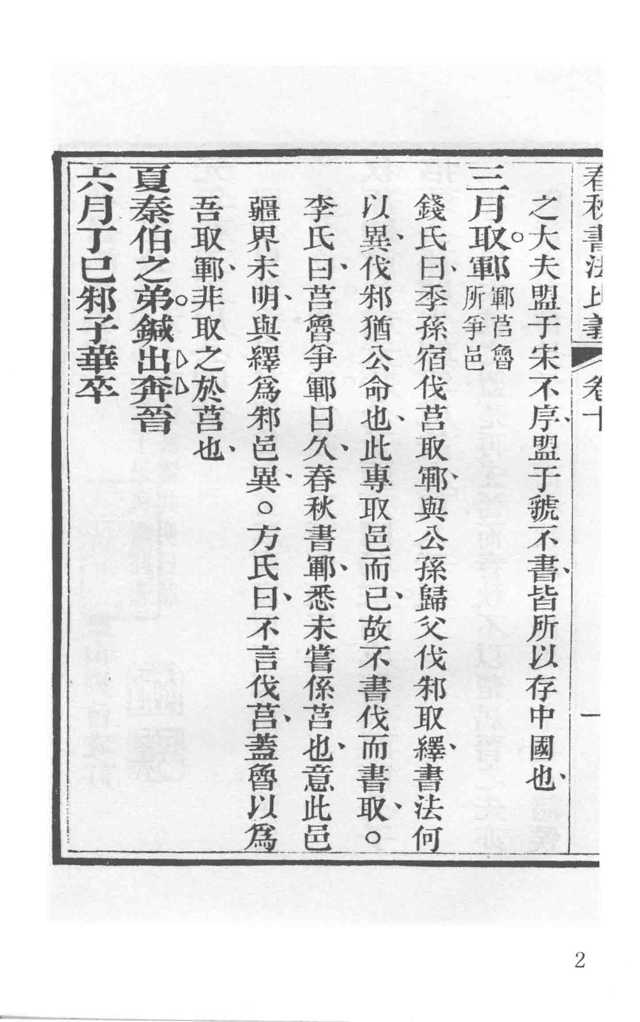 春秋書法比義 卷十 一
之大夫盟于宋不序盟于虢不書皆所以存中國也
三月取鄆鄆莒魯所爭邑
錢氏曰季孫宿伐莒取鄆與公孫歸父伐邾取繹書法何
以異伐邾猶公命也此專取邑而已故不書伐而書取。
李氏曰莒魯爭鄆曰久春秋書鄆悉未嘗係莒也意此邑
疆界未明與繹爲邾邑異。方氏曰不言伐莒蓋魯以爲
吾取鄆非取之於莒也
夏秦伯之弟鍼出奔晉
六月丁巳邾子華卒
2